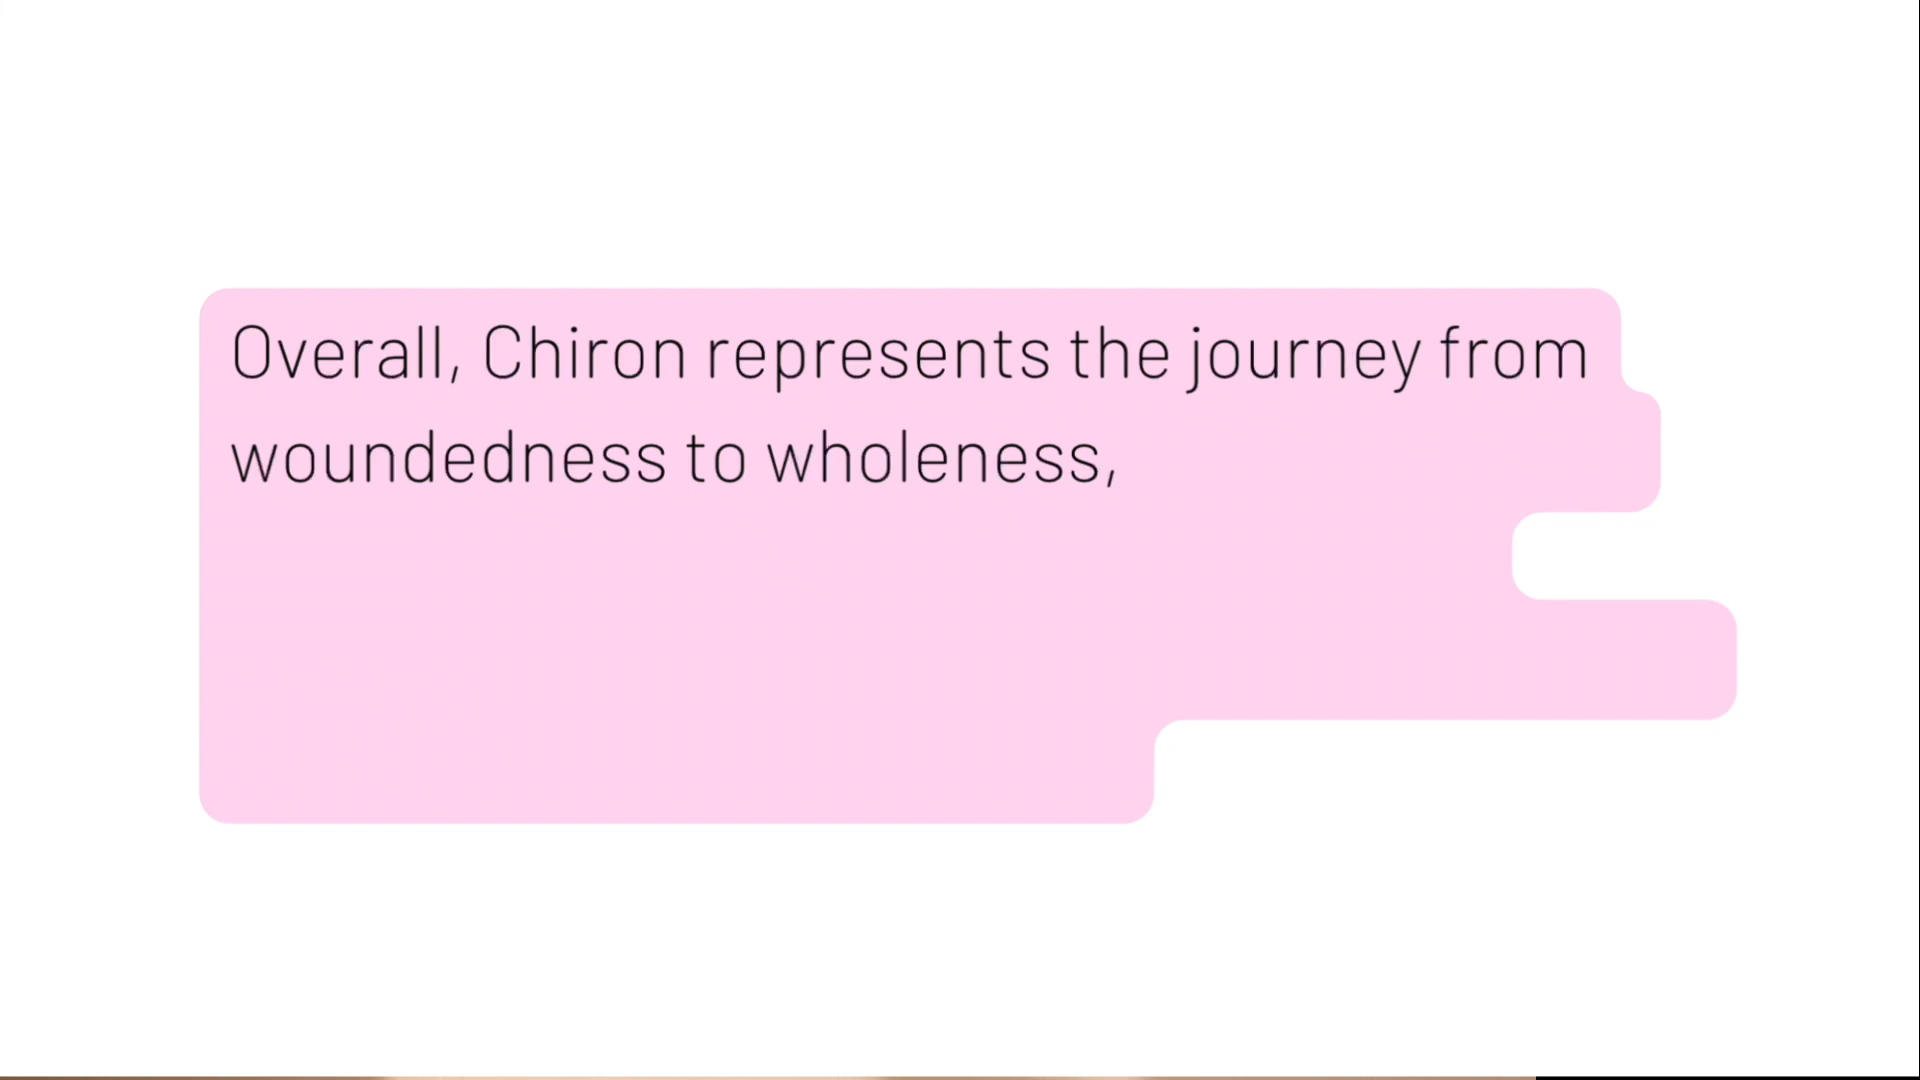 Overall, Chiron represents the journey from
woundedness to wholeness,